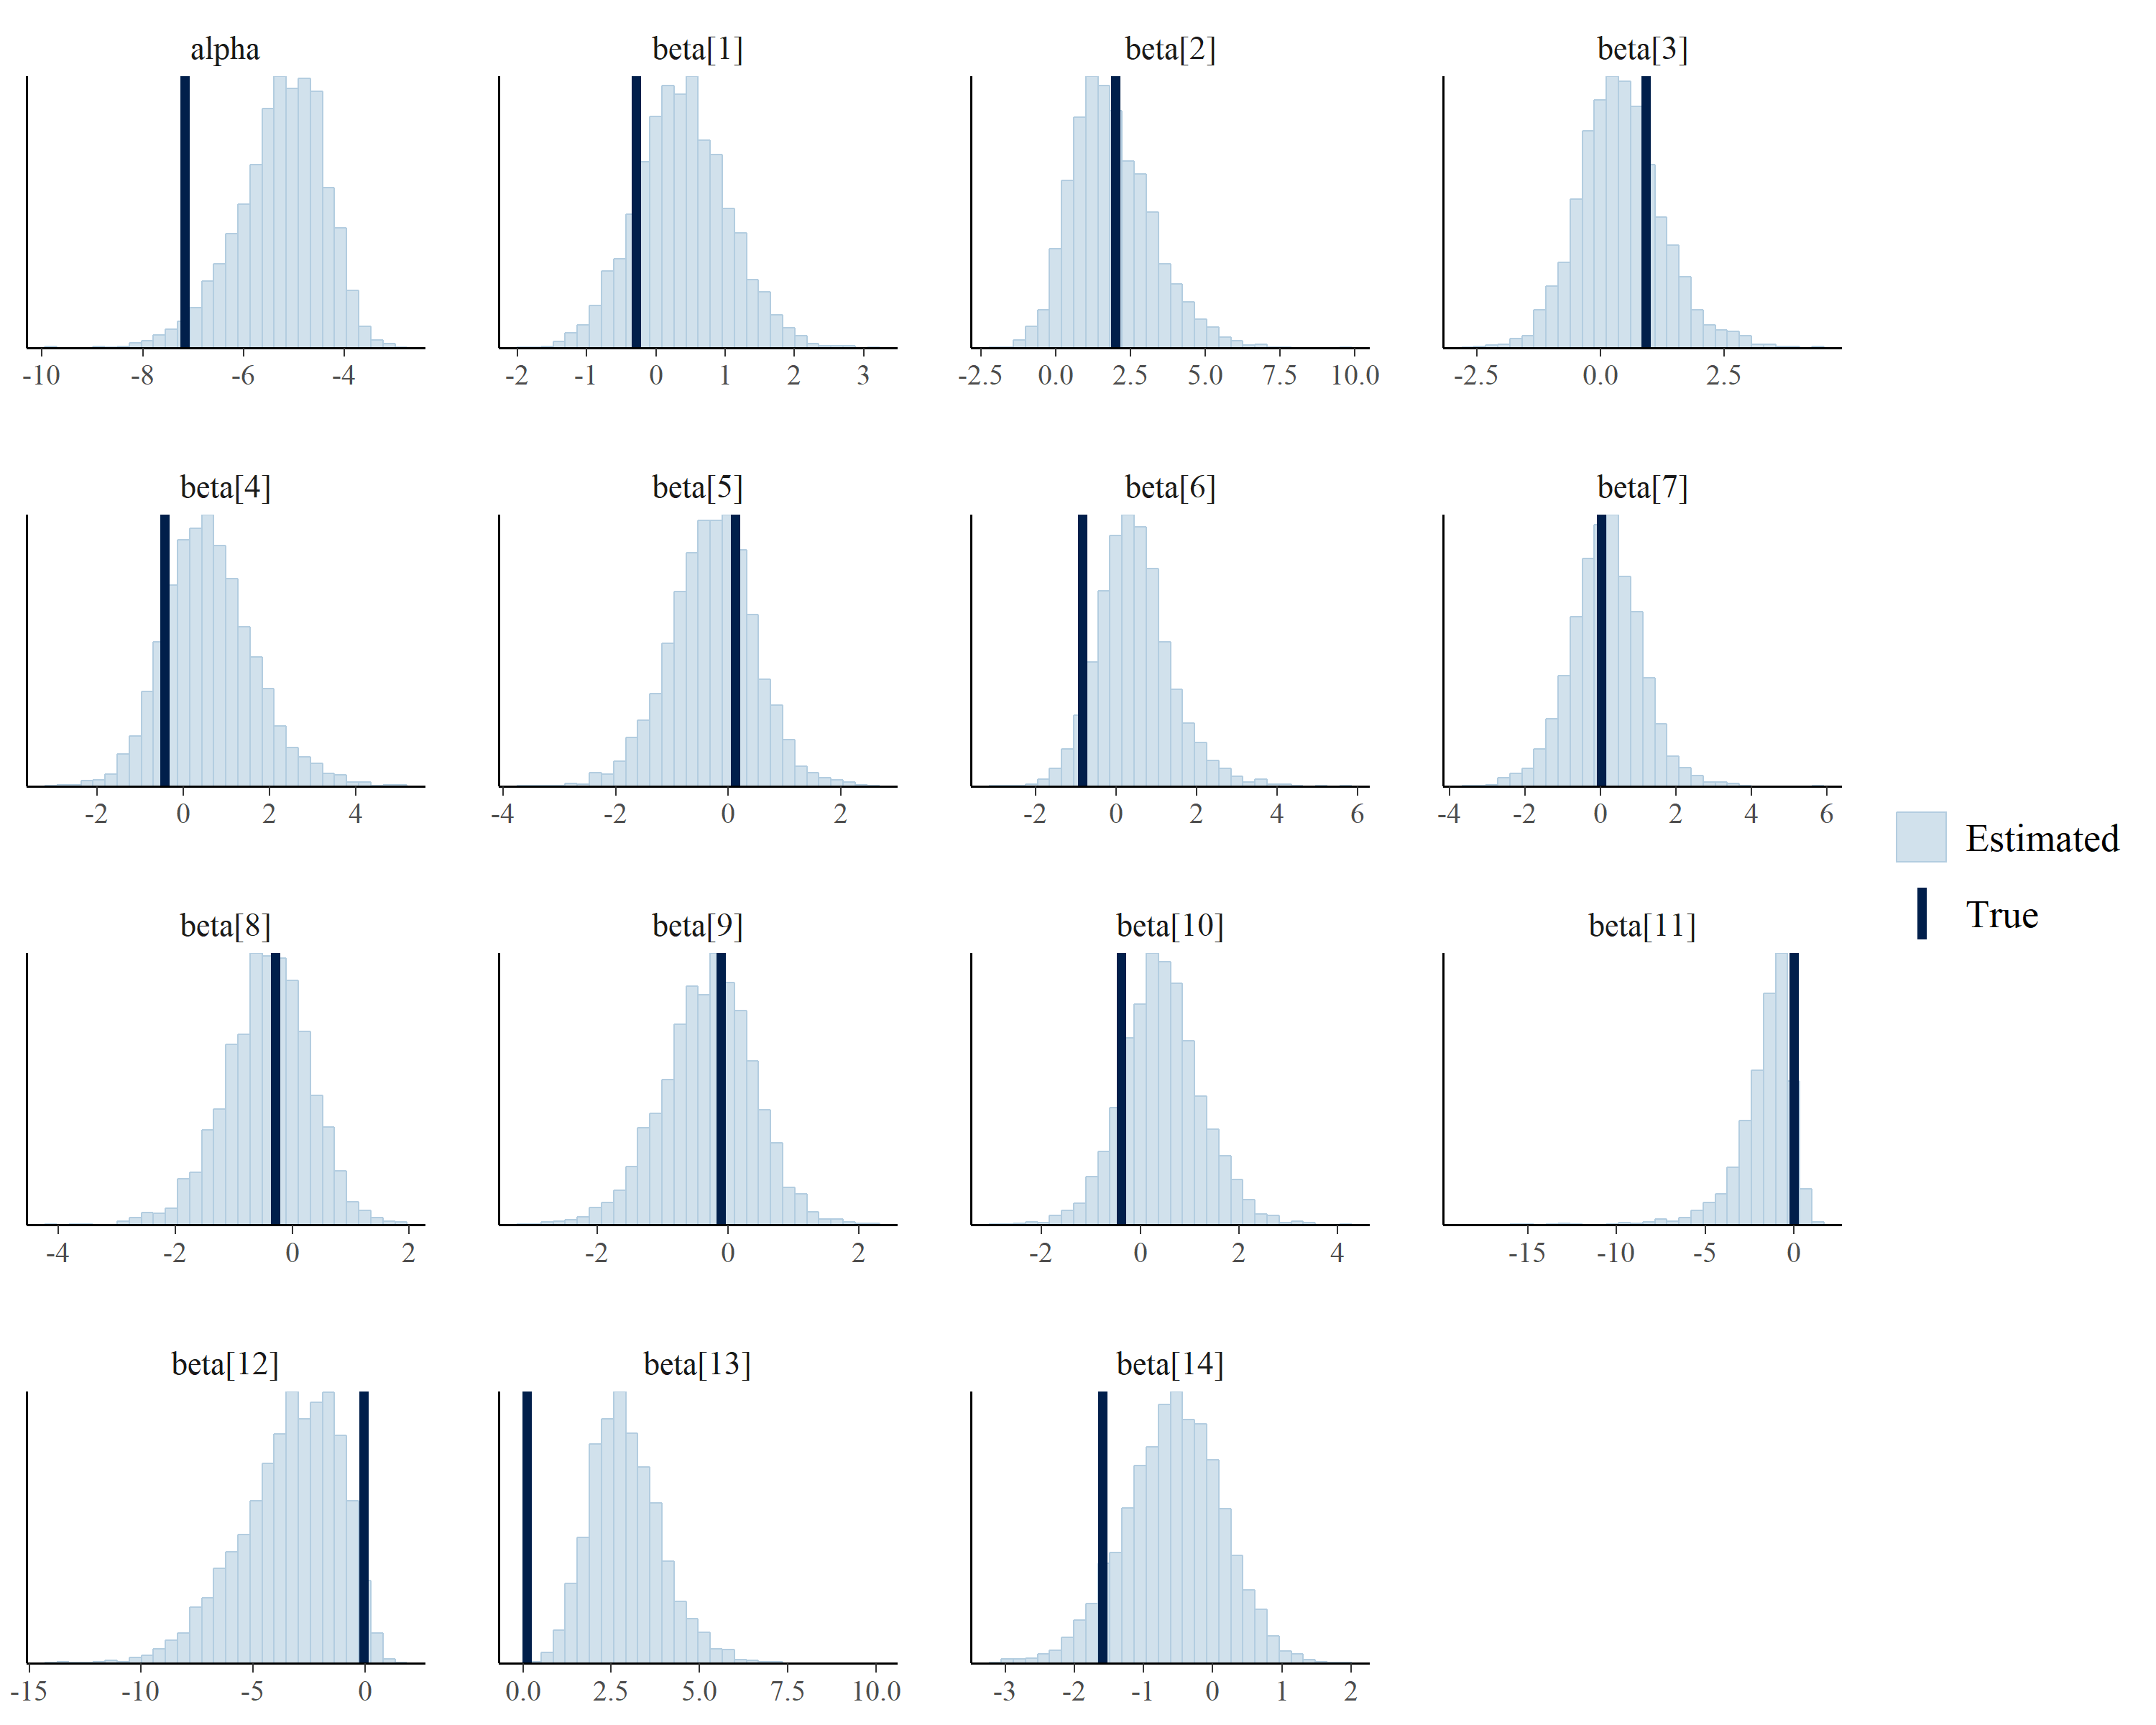 alpha beta[1] beta[2] beta[3]
-10 -8 -6 -4 -2 -1 0 1 2 3 -2.5 0.0 2.5 5.0 7.5 10.0 -2.5 0.0 2.5
beta[4] beta[5] beta[6] beta[7]
-2 0 2 4 -4 -2 0 2 -2 0 2 4 6 -4 -2 0 2 4 6
Estimated
True
beta[8] beta[9] beta[10] beta[11]
-4 -2 0 2 -2 0 2 -2 0 2 4 -15 -10 -5 0
beta[12] beta[13] beta[14]
-15 -10 -5 0 0.0 2.5 5.0 7.5 10.0 -3 -2 -1 0 1 2